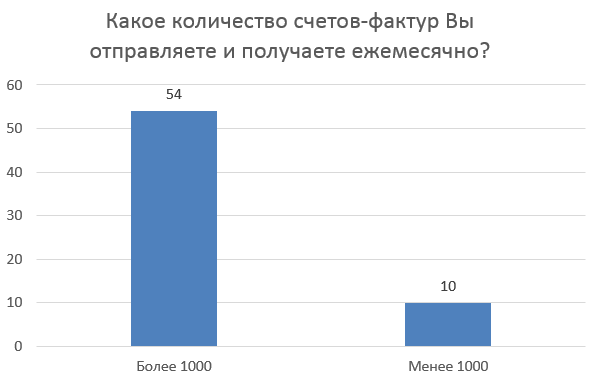 Какое количество счетов-фактур Вы
отправляете и получаете ежемесячно?
60
54
50
40
30
20
10
10
0
Более 1000
Менее 1000